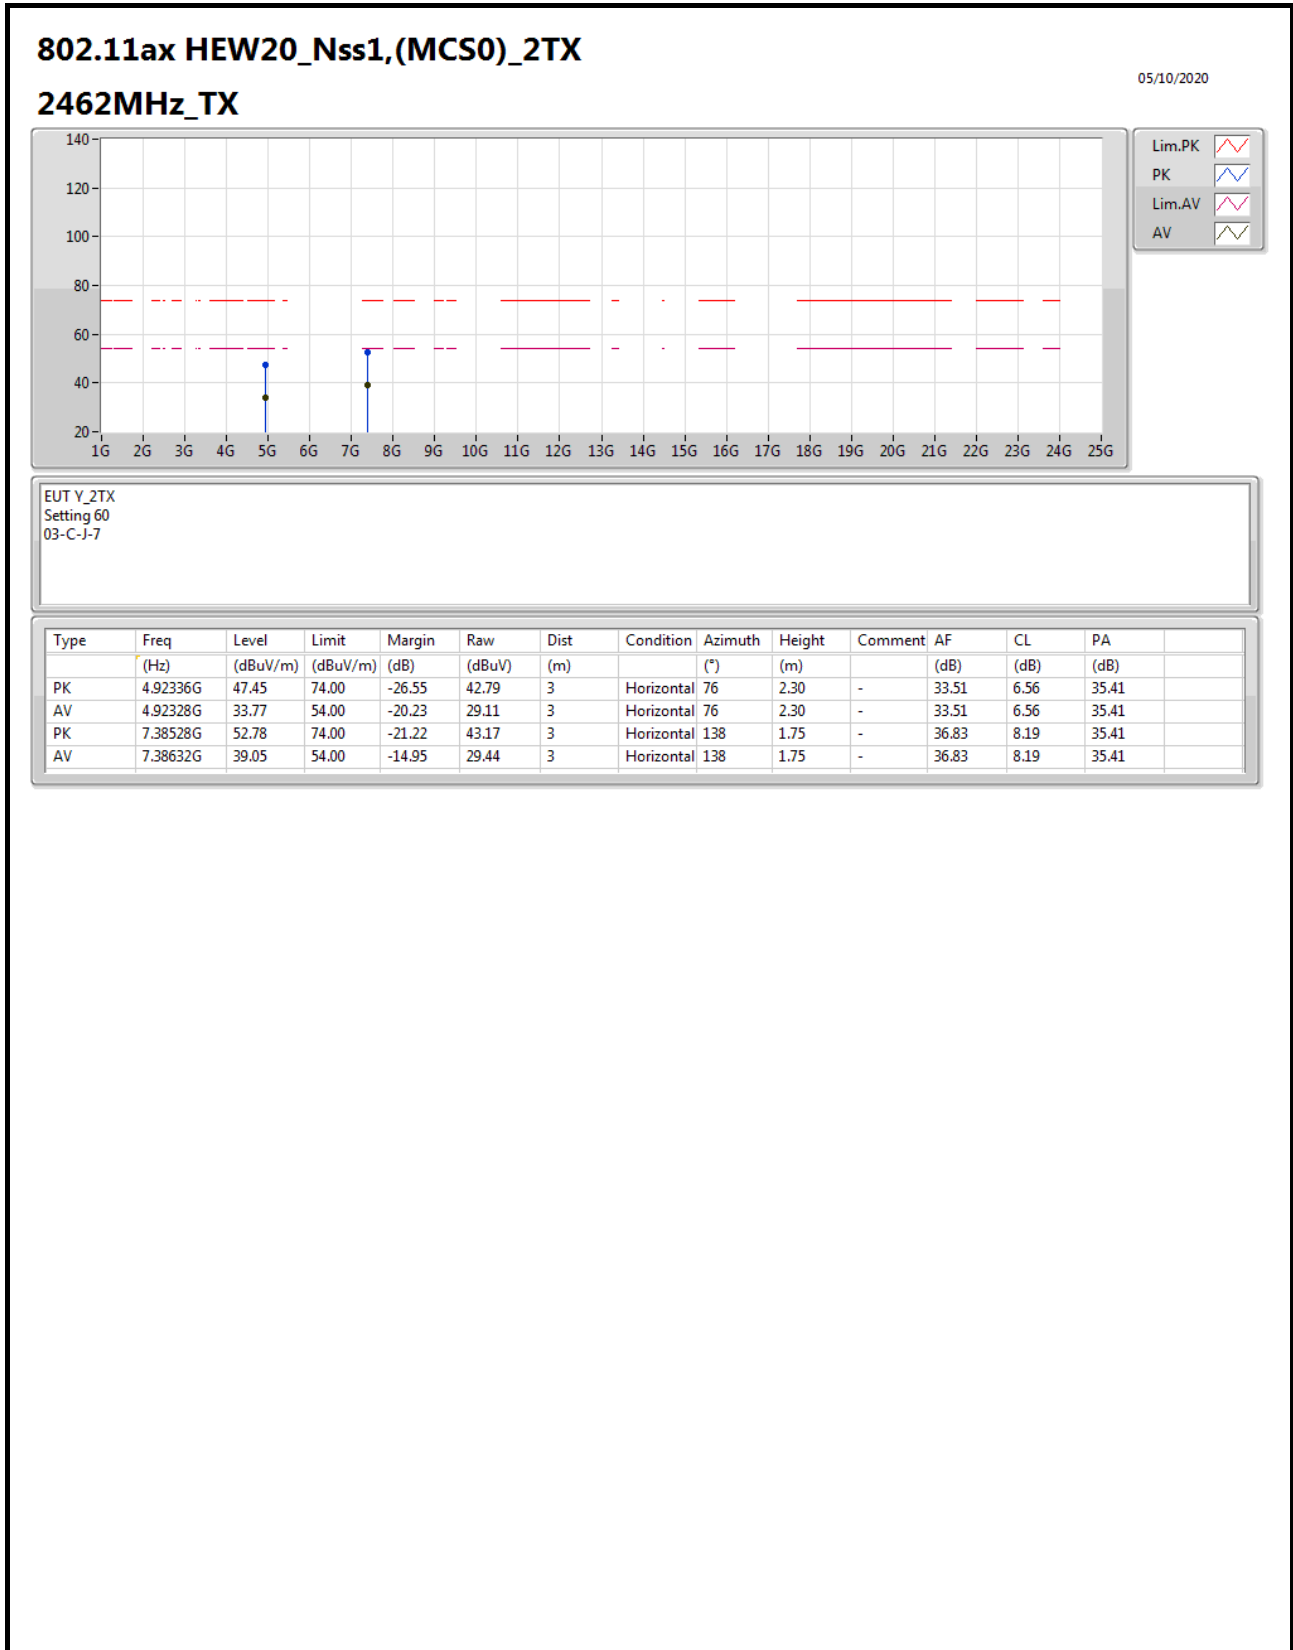 802.11ax HEW20_Nss1,(MCS0)_2TX
05/10/2020
2462MHz_TX
140
120
100
80
60
40
20
1G 2G 3G 4G 5G 6G 7G 8G 9G 10G 11G 12G 13G 14G 15G 16G 17G 18G 19G 20G 21G 22G 23G 24G 25G
Lim.PK
PK
Lim.AV
AV
EUT Y_2TX
Setting 60
03-C-J-7
Type Freq Level Limit Margin Raw Dist Condition Azimuth Height Comment AF CL PA
(Hz) (dBuV/m) (dBuV/m) (dB) (dBuV) (m) (°) (m) (dB) (dB) (dB)
PK 4.92336G 47.45 74.00 -26.55 42.79 3 Horizontal 76 2.30 - 33.51 6.56 35.41
AV 4.92328G 33.77 54.00 -20.23 29.11 3 Horizontal 76 2.30 - 33.51 6.56 35.41
PK 7.38528G 52.78 74.00 -21.22 43.17 3 Horizontal 138 1.75 - 36.83 8.19 35.41
AV 7.38632G 39.05 54.00 -14.95 29.44 3 Horizontal 138 1.75 - 36.83 8.19 35.41